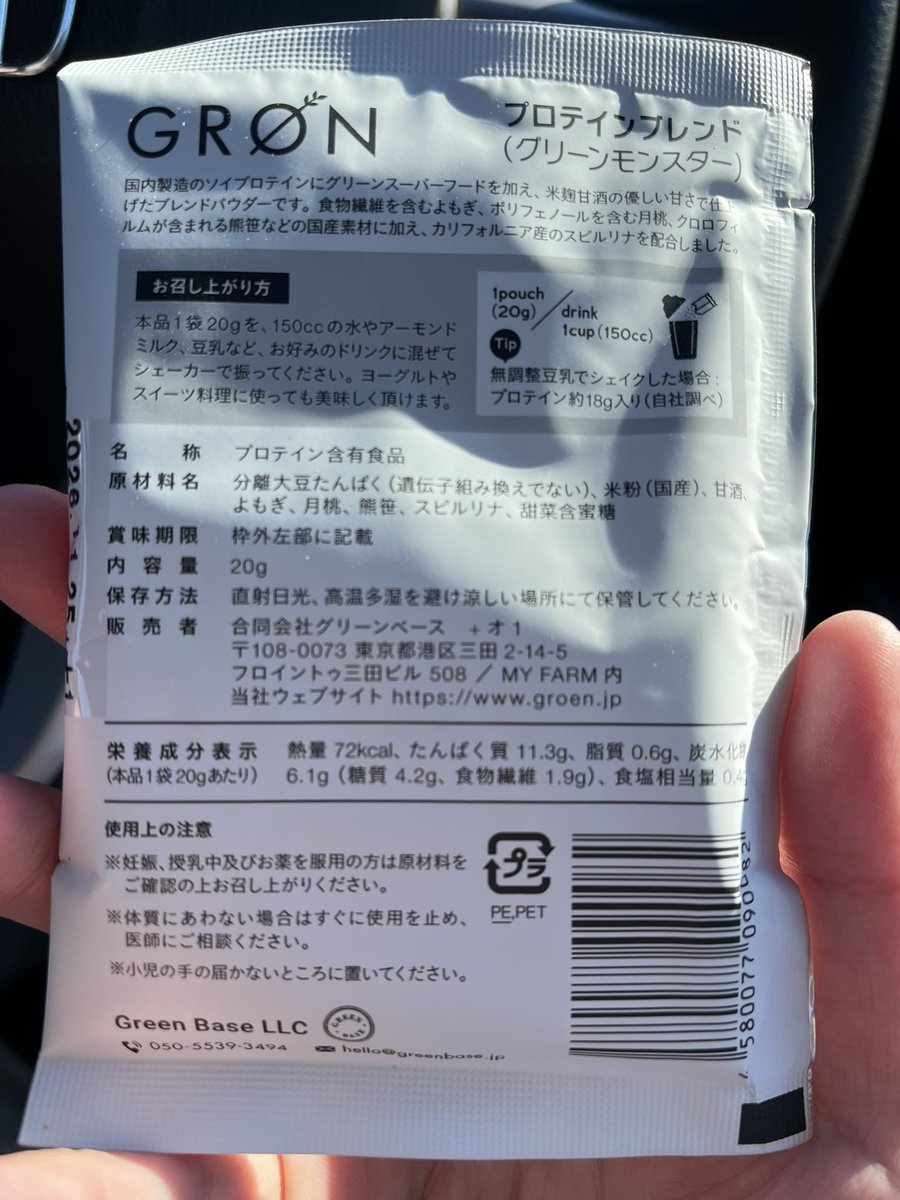 GRØN
プロテインブレンド
(グリーンモンスター)
国内製造のソイプロテインにグリーンスーパーフードを加え、米麹甘酒の優しい甘さで仕上
げたブレンドパウダーです。食物繊維を含むよもぎ、ポリフェノールを含む月桃、クロロフィ
ルムが含まれる熊笹などの国産素材に加え、カリフォルニア産のスピルリナを配合しました。
お召し上がり方
本品1袋20gを、150ccの水やアーモンド
ミルク、豆乳など、お好みのドリンクに混ぜて
シェーカーで振ってください。ヨーグルトや
スイーツ料理に使っても美味しく頂けます。
1pouch
(20g)
/
drink
1cup(150cc)
Tip
無調整豆乳でシェイクした場合:
プロテイン約18g入り(自社調べ)
名称 プロテイン含有食品
原材料名 分離大豆たんぱく(遺伝子組み換えでない)、米粉(国産)、甘酒、
よもぎ、月桃、熊笹、スピルリナ、甜菜含蜜糖
賞味期限 枠外左部に記載
内容量 20g
保存方法 直射日光、高温多湿を避け涼しい場所にて保管してください。
販売者 合同会社グリーンベース +オ1
〒108-0073 東京都港区三田 2-14-5
フロイントゥ三田ビル 508 / MY FARM 内
当社ウェブサイト https://www.groen.jp
栄養成分表示 熱量 72kcal、たんぱく質 11.3g、脂質 0.6g、炭水化物
(本品1袋20gあたり) 6.1g(糖質 4.2g、食物繊維 1.9g)、食塩相当量 0.4g
使用上の注意
※妊娠、授乳中及びお薬を服用の方は原材料を
ご確認の上お召し上がりください。
※体質にあわない場合はすぐに使用を止め、
医師にご相談ください。
※小児の手の届かないところに置いてください。
プラ
PE,PET
Green Base LLC
GREEN BASE
050-5539-3494
hello@greenbase.jp
4580077090082